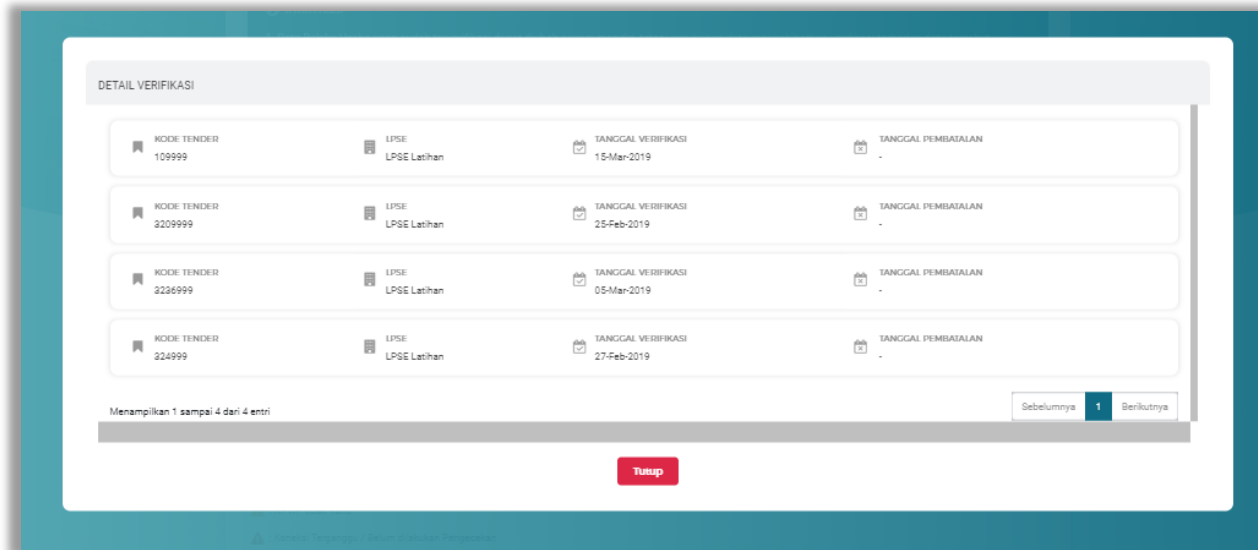 DETAIL VERIFIKASI
KODE TENDER LPSE TANGGAL VERIFIKASI TANGGAL PEMBATALAN
109999 LPSE Latihan 15-Mar-2019 -
KODE TENDER LPSE TANGGAL VERIFIKASI TANGGAL PEMBATALAN
3209999 LPSE Latihan 25-Feb-2019 -
KODE TENDER LPSE TANGGAL VERIFIKASI TANGGAL PEMBATALAN
3236999 LPSE Latihan 05-Mar-2019 -
KODE TENDER LPSE TANGGAL VERIFIKASI TANGGAL PEMBATALAN
324999 LPSE Latihan 27-Feb-2019 -
Menampilkan 1 sampai 4 dari 4 entri Sebelumnya 1 Berikutnya
Tutup